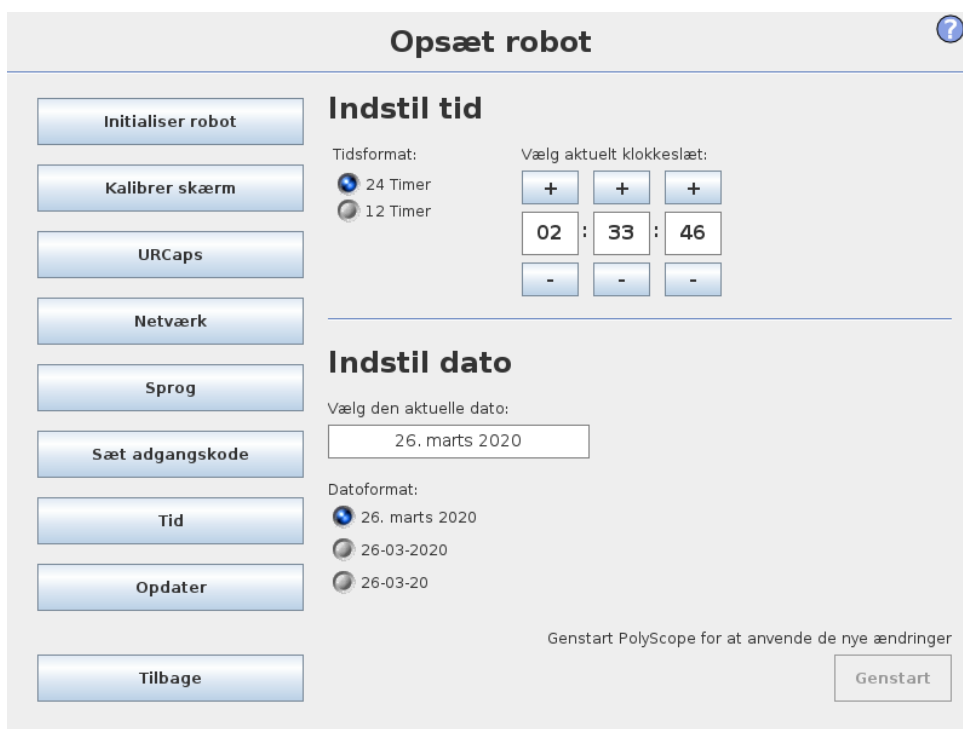 Opsæt robot
?
Initialiser robot
Kalibrer skærm
URCaps
Netværk
Sprog
Sæt adgangskode
Tid
Opdater
Tilbage
Indstil tid
Tidsformat:
24 Timer
12 Timer
Vælg aktuelt klokkeslæt:
+ + +
02 : 33 : 46
- - -
Indstil dato
Vælg den aktuelle dato:
26. marts 2020
Datoformat:
26. marts 2020
26-03-2020
26-03-20
Genstart PolyScope for at anvende de nye ændringer
Genstart